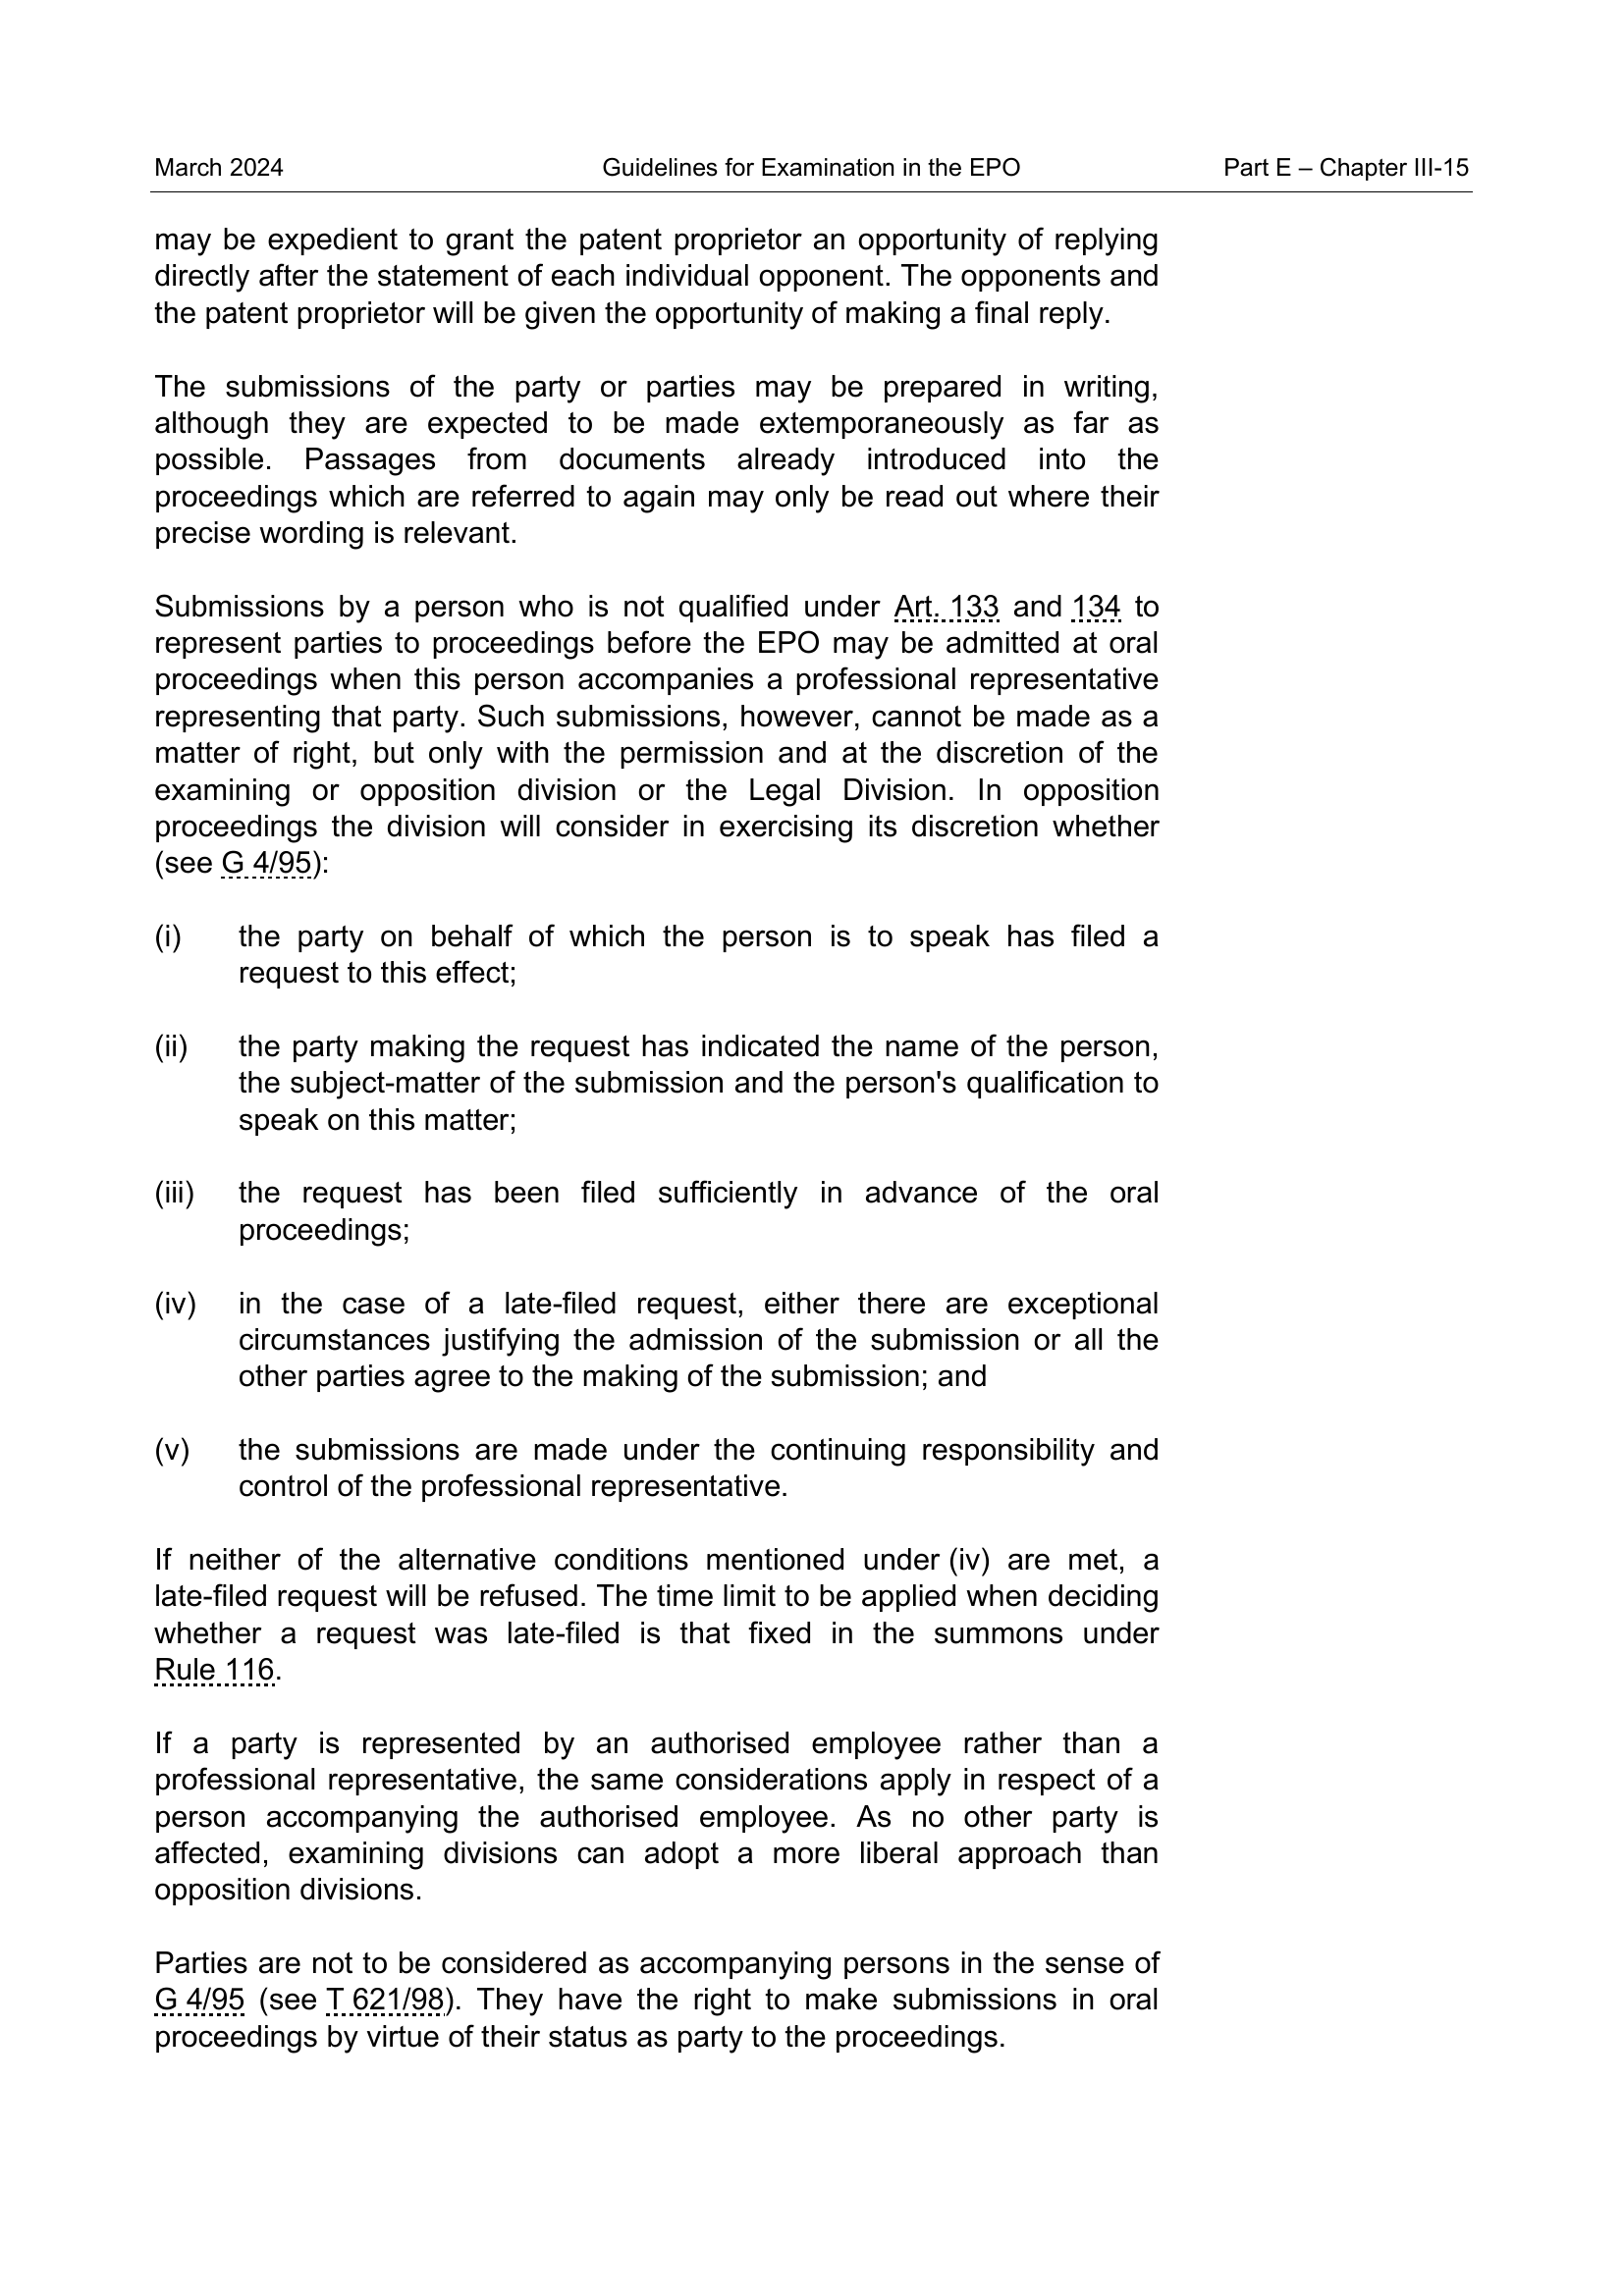 March 2024 Guidelines for Examination in the EPO Part E – Chapter III-15
may be expedient to grant the patent proprietor an opportunity of replying
directly after the statement of each individual opponent. The opponents and
the patent proprietor will be given the opportunity of making a final reply.
The submissions of the party or parties may be prepared in writing,
although they are expected to be made extemporaneously as far as
possible. Passages from documents already introduced into the
proceedings which are referred to again may only be read out where their
precise wording is relevant.
Submissions by a person who is not qualified under Art. 133 and 134 to
represent parties to proceedings before the EPO may be admitted at oral
proceedings when this person accompanies a professional representative
representing that party. Such submissions, however, cannot be made as a
matter of right, but only with the permission and at the discretion of the
examining or opposition division or the Legal Division. In opposition
proceedings the division will consider in exercising its discretion whether
(see G 4/95):
(i) the party on behalf of which the person is to speak has filed a
request to this effect;
(ii) the party making the request has indicated the name of the person,
the subject-matter of the submission and the person's qualification to
speak on this matter;
(iii) the request has been filed sufficiently in advance of the oral
proceedings;
(iv) in the case of a late-filed request, either there are exceptional
circumstances justifying the admission of the submission or all the
other parties agree to the making of the submission; and
(v) the submissions are made under the continuing responsibility and
control of the professional representative.
If neither of the alternative conditions mentioned under (iv) are met, a
late-filed request will be refused. The time limit to be applied when deciding
whether a request was late-filed is that fixed in the summons under
Rule 116.
If a party is represented by an authorised employee rather than a
professional representative, the same considerations apply in respect of a
person accompanying the authorised employee. As no other party is
affected, examining divisions can adopt a more liberal approach than
opposition divisions.
Parties are not to be considered as accompanying persons in the sense of
G 4/95 (see T 621/98). They have the right to make submissions in oral
proceedings by virtue of their status as party to the proceedings.